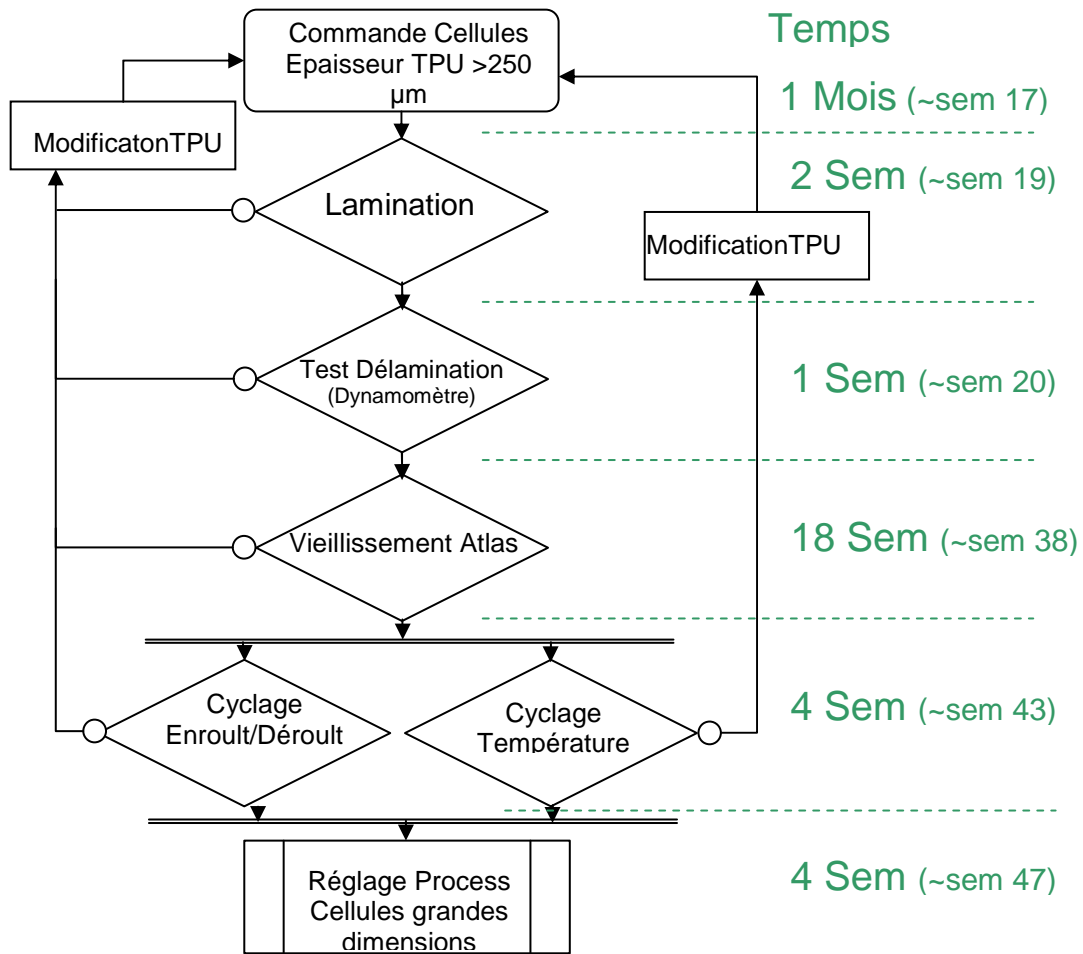 Temps
Commande Cellules
Epaisseur TPU >250
µm
1 Mois (~sem 17)
ModificatonTPU
2 Sem (~sem 19)
Lamination
ModificationTPU
Test Délamination
(Dynamomètre)
1 Sem (~sem 20)
Vieillissement Atlas
18 Sem (~sem 38)
Cyclage
Enroult/Déroult
Cyclage
Température
4 Sem (~sem 43)
Réglage Process
Cellules grandes
dimensions
4 Sem (~sem 47)